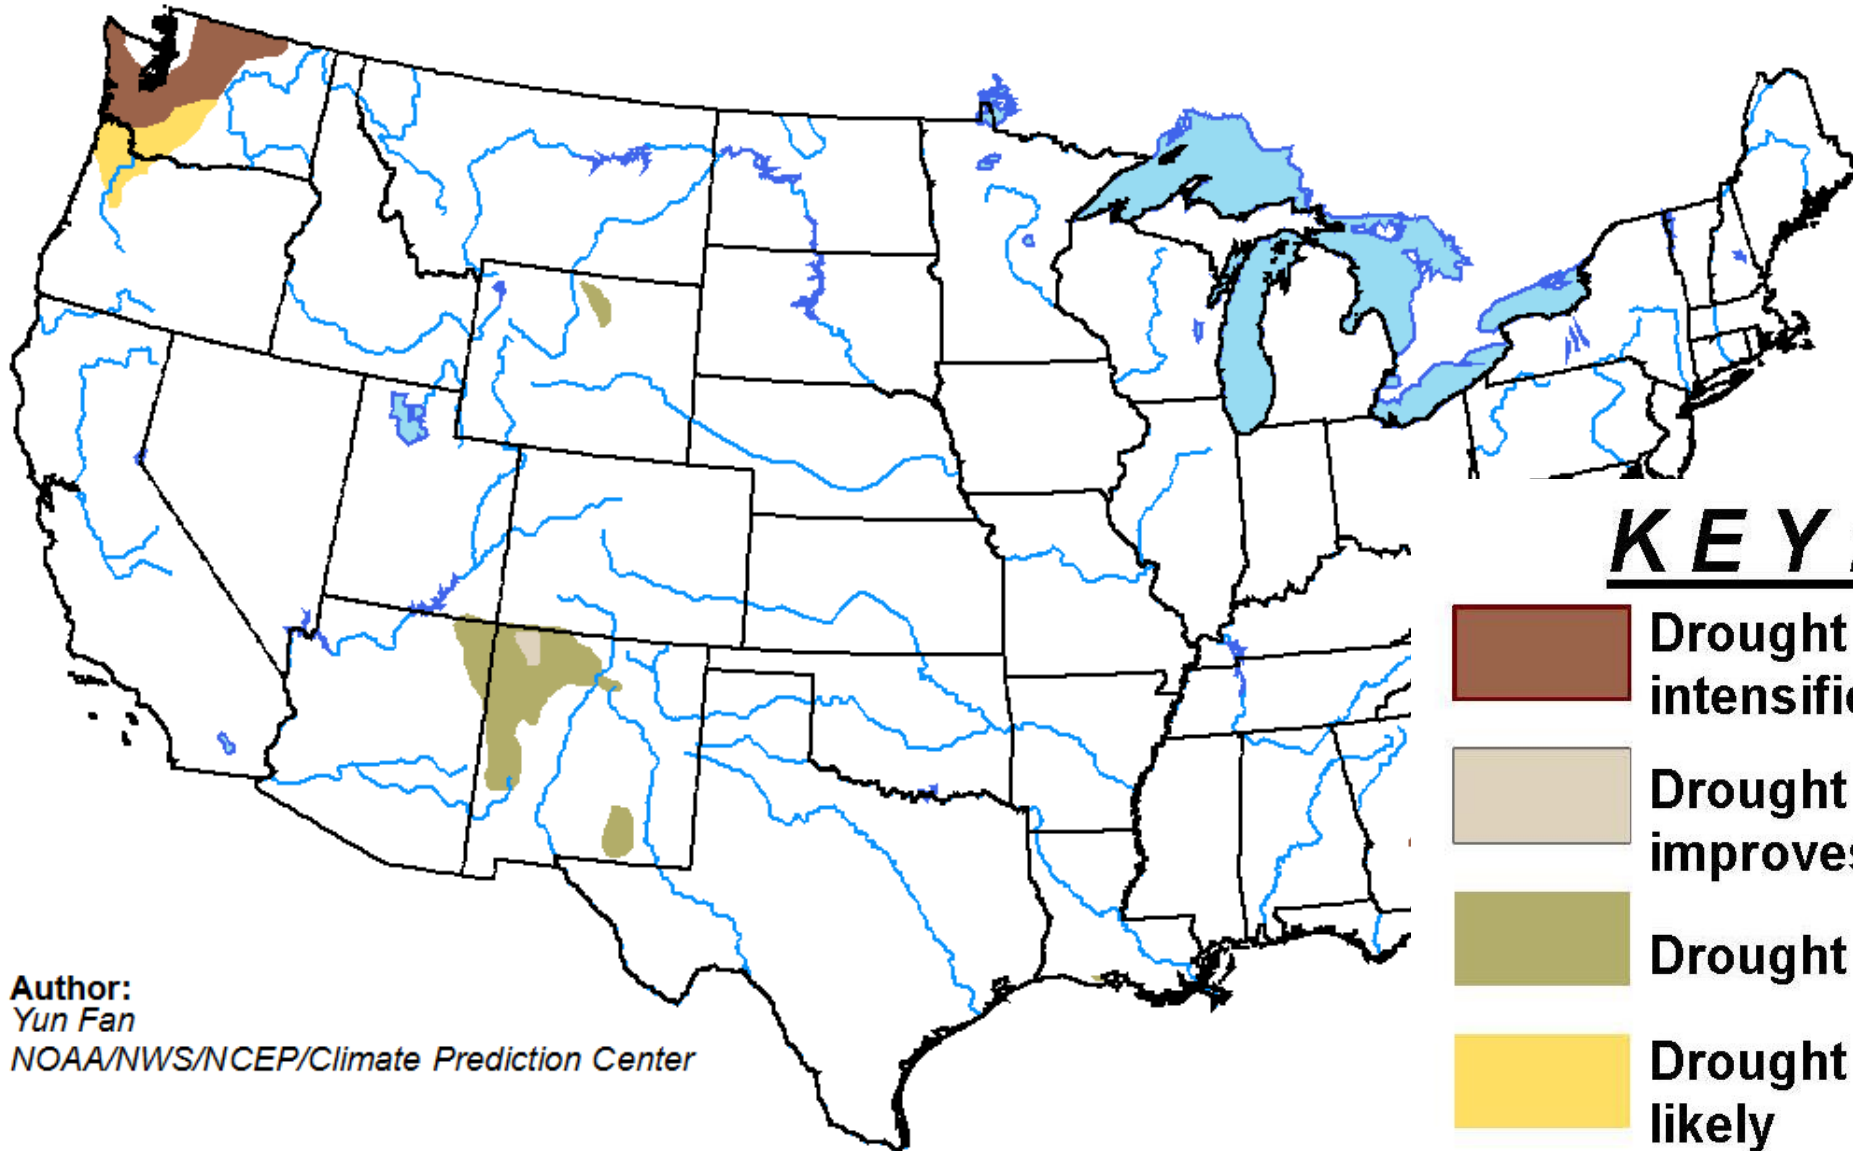 Author:
Yun Fan
NOAA/NWS/NCEP/Climate Prediction Center
KEY
Drought
Drought
improves
Drought
Drought
likely